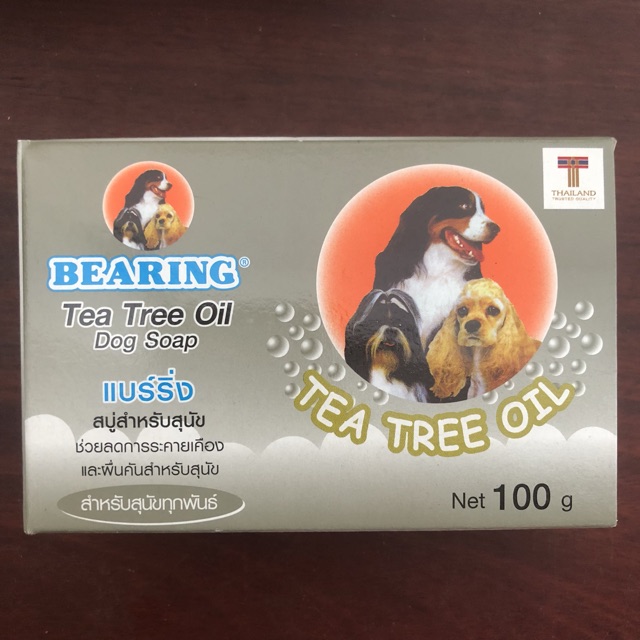 BEARING®
Tea Tree Oil
Dog Soap
แบร์ริ่ง
สบู่สำหรับสุนัข
ช่วยลดการระคายเคือง
และผื่นคันสำหรับสุนัข
สำหรับสุนัขทุกพันธ์
THAILAND
TRUSTED QUALITY
TEA TREE OIL
Net 100 g